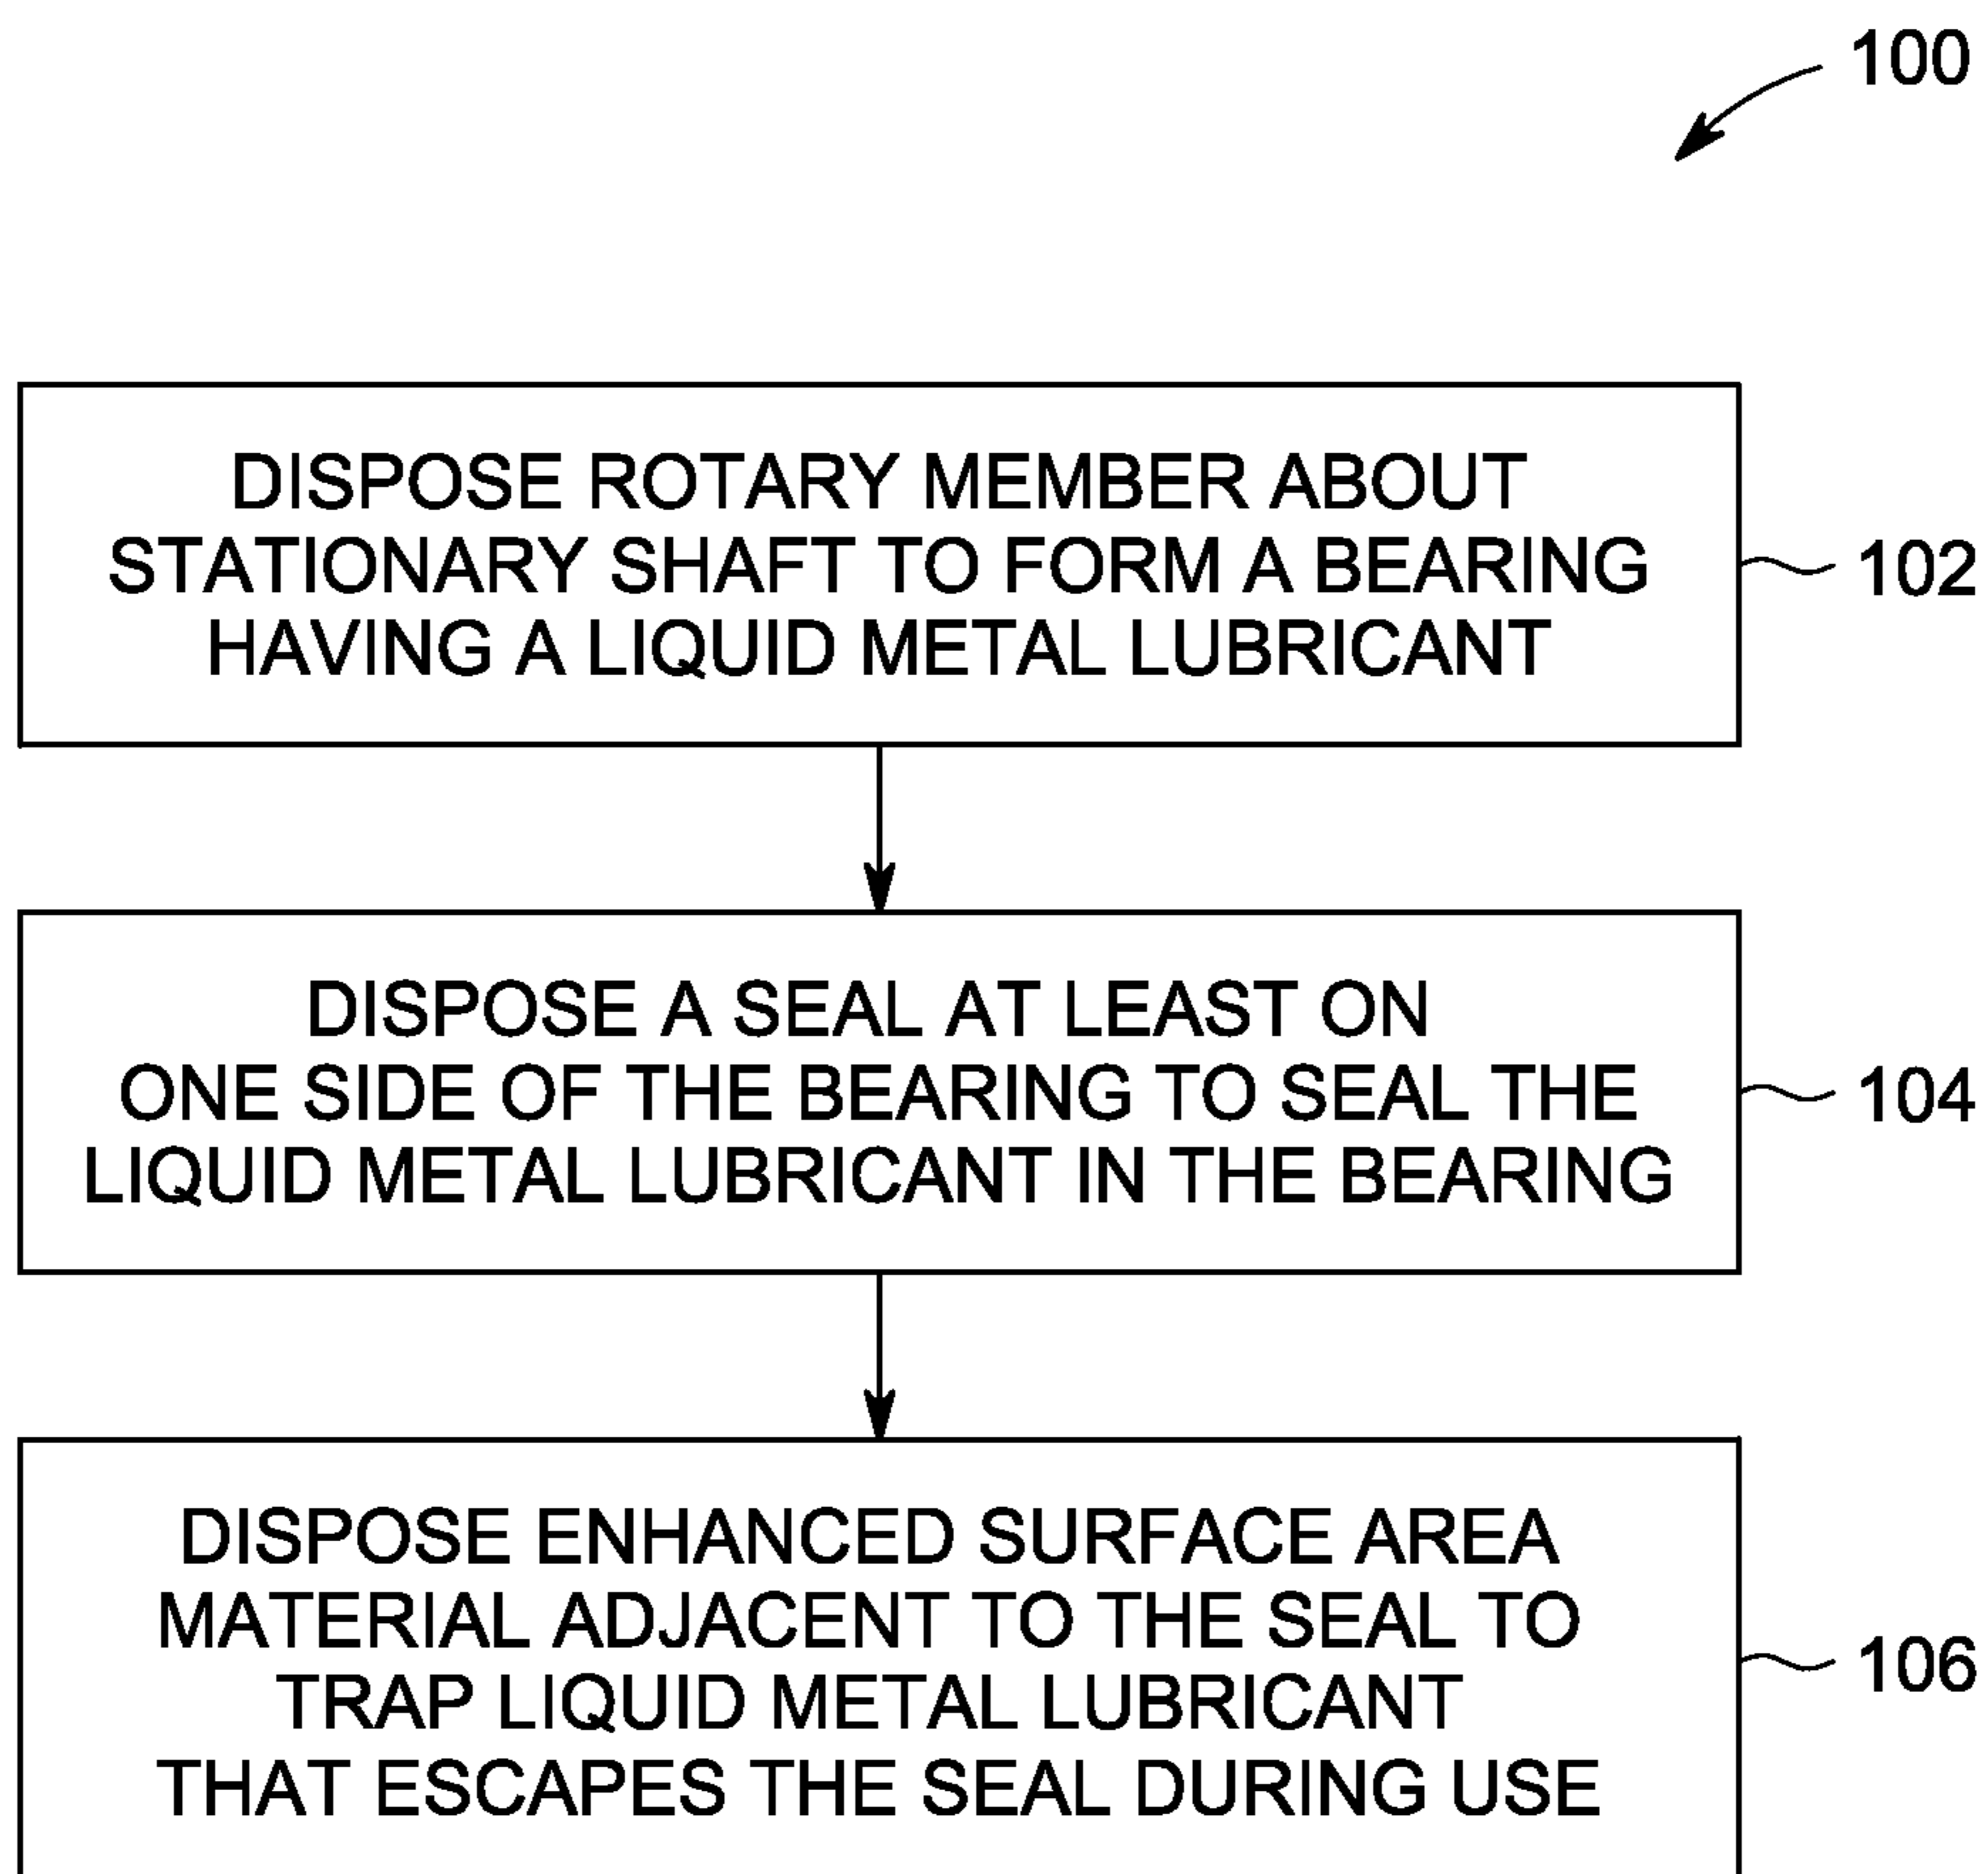 100
DISPOSE ROTARY MEMBER ABOUT
STATIONARY SHAFT TO FORM A BEARING
HAVING A LIQUID METAL LUBRICANT
102
DISPOSE A SEAL AT LEAST ON
ONE SIDE OF THE BEARING TO SEAL THE
LIQUID METAL LUBRICANT IN THE BEARING
104
DISPOSE ENHANCED SURFACE AREA
MATERIAL ADJACENT TO THE SEAL TO
TRAP LIQUID METAL LUBRICANT
THAT ESCAPES THE SEAL DURING USE
106